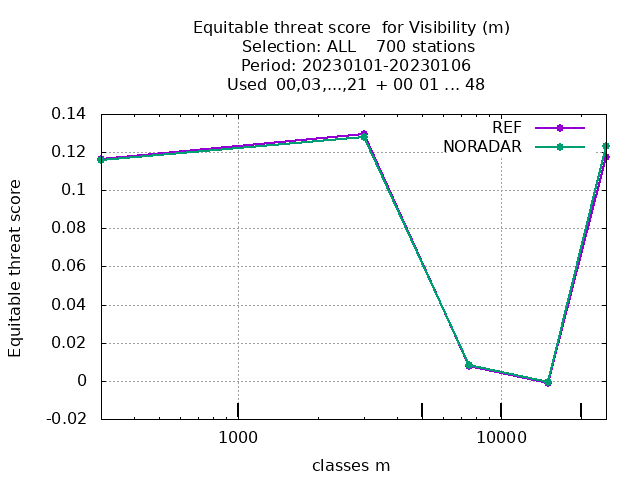 Equitable threat score  for Visibility (m)
Selection: ALL    700 stations
Period: 20230101-20230106
Used  00,03,...,21  + 00 01 ... 48
REF
NORADAR
0.14
0.12
0.1
0.08
0.06
0.04
0.02
0
-0.02
Equitable threat score
1000
10000
classes m